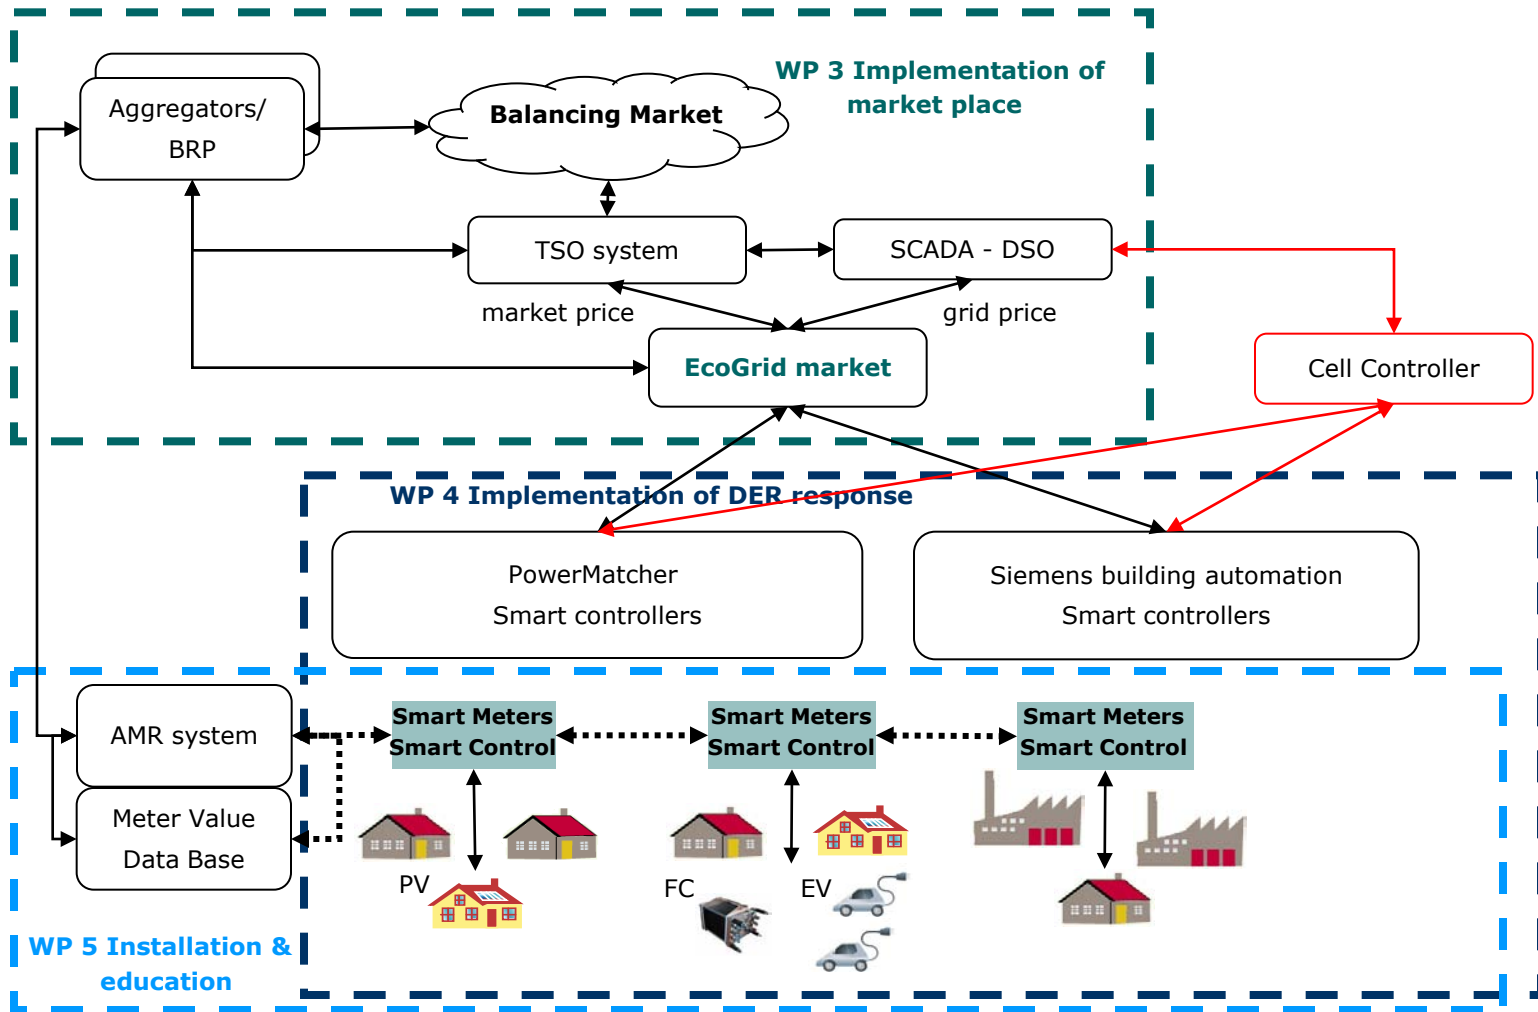 WP 3 Implementation of
market place
Aggregators/
BRP
Balancing Market
TSO system
SCADA - DSO
market price
grid price
EcoGrid market
Cell Controller
WP 4 Implementation of DER response
PowerMatcher
Smart controllers
Siemens building automation
Smart controllers
AMR system
Smart Meters
Smart Control
Smart Meters
Smart Control
Smart Meters
Smart Control
Meter Value
Data Base
PV
FC
EV
WP 5 Installation &
education